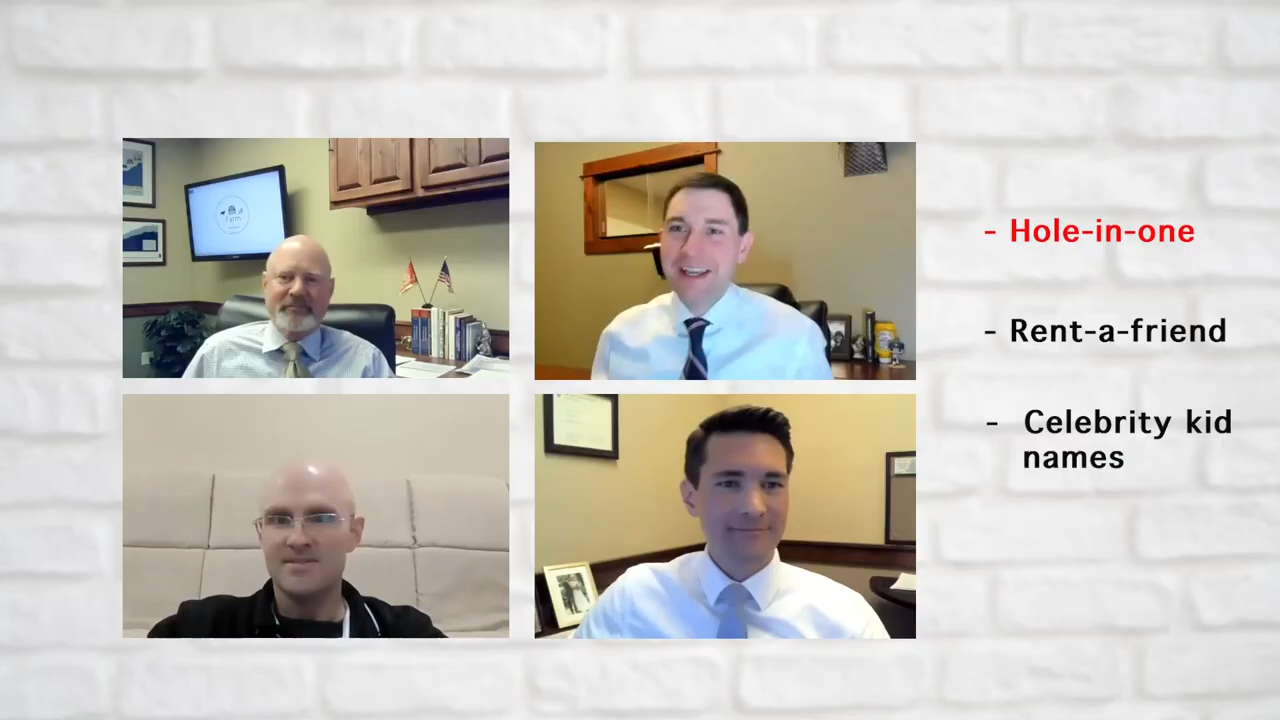 - Hole-in-one
- Rent-a-friend
- Celebrity kid
names